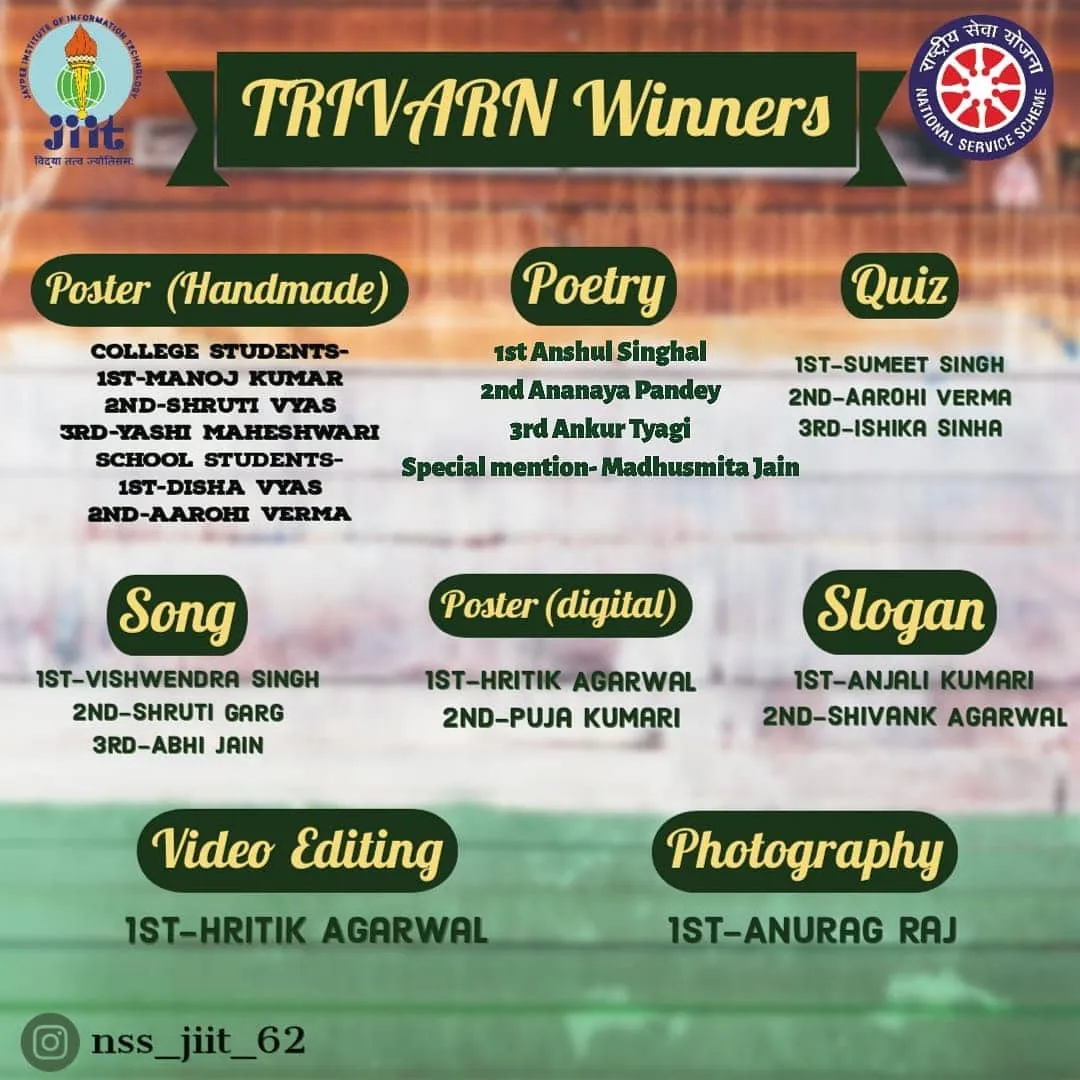 JAYPEE INSTITUTE OF INFORMATION TECHNOLOGY
jiit
विद्या तत्व ज्योतिसमः
TRIVARN Winners
राष्ट्रीय सेवा योजना
NATIONAL SERVICE SCHEME
Poster (Handmade)
COLLEGE STUDENTS-
1ST-MANOJ KUMAR
2ND-SHRUTI VYAS
3RD-YASHI MAHESHWARI
SCHOOL STUDENTS-
1ST-DISHA VYAS
2ND-AAROHI VERMA
Poetry
1st Anshul Singhal
2nd Ananaya Pandey
3rd Ankur Tyagi
Special mention- Madhusmita Jain
Quiz
1ST-SUMEET SINGH
2ND-AAROHI VERMA
3RD-ISHIKA SINHA
Song
1ST-VISHWENDRA SINGH
2ND-SHRUTI GARG
3RD-ABHI JAIN
Poster (digital)
1ST-HRITIK AGARWAL
2ND-PUJA KUMARI
Slogan
1ST-ANJALI KUMARI
2ND-SHIVANK AGARWAL
Video Editing
1ST-HRITIK AGARWAL
Photography
1ST-ANURAG RAJ
nss_jiit_62